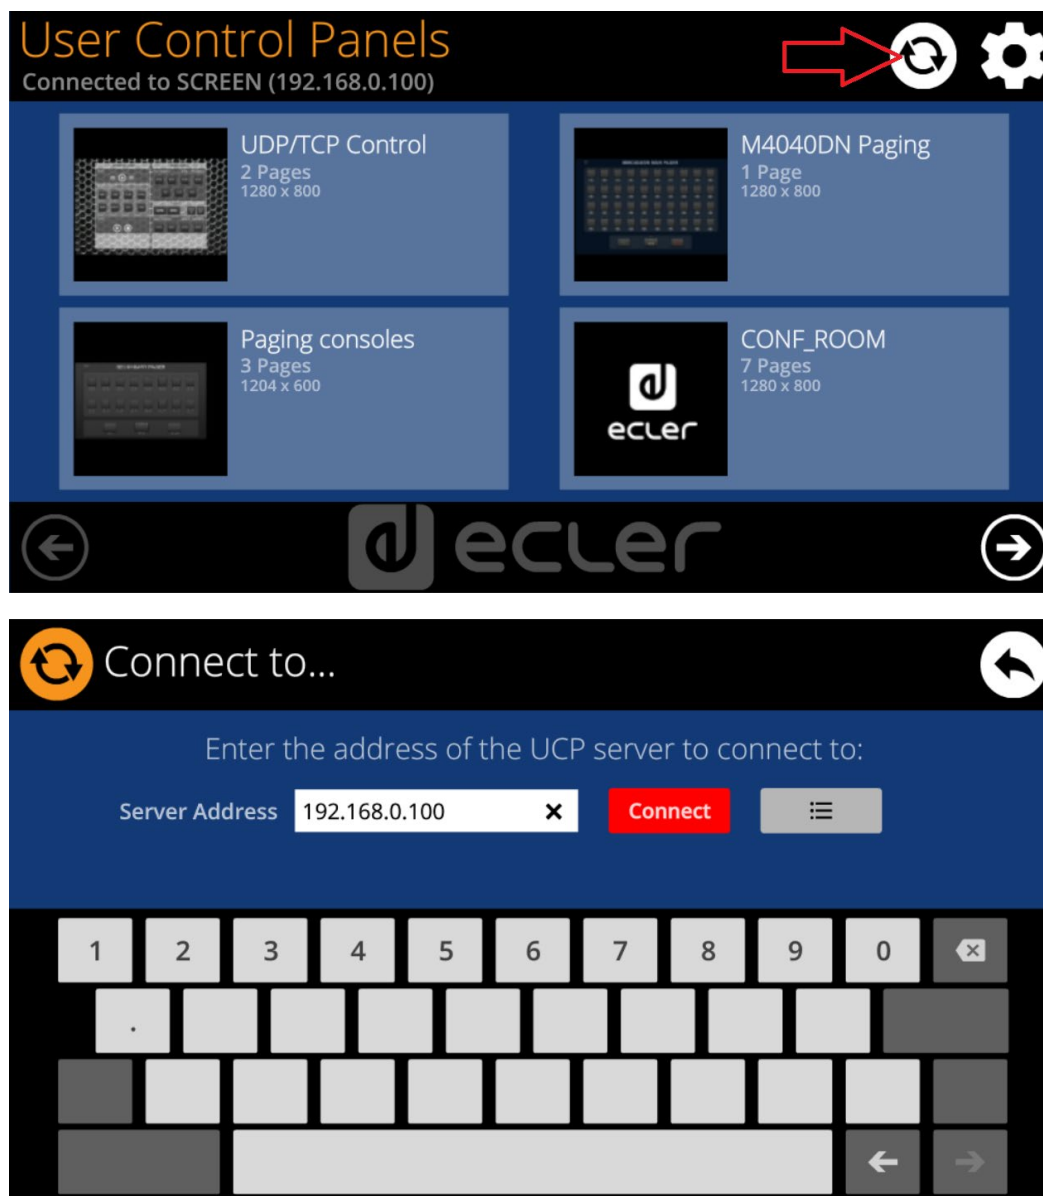 User Control Panels
Connected to SCREEN (192.168.0.100)
UDP/TCP Control
2 Pages
1280 x 800
M4040DN Paging
1 Page
1280 x 800
Paging consoles
3 Pages
1204 x 600
CONF_ROOM
7 Pages
1280 x 800
ecler
ecler
Connect to...
Enter the address of the UCP server to connect to:
Server Address 192.168.0.100 Connect
1 2 3 4 5 6 7 8 9 0
.